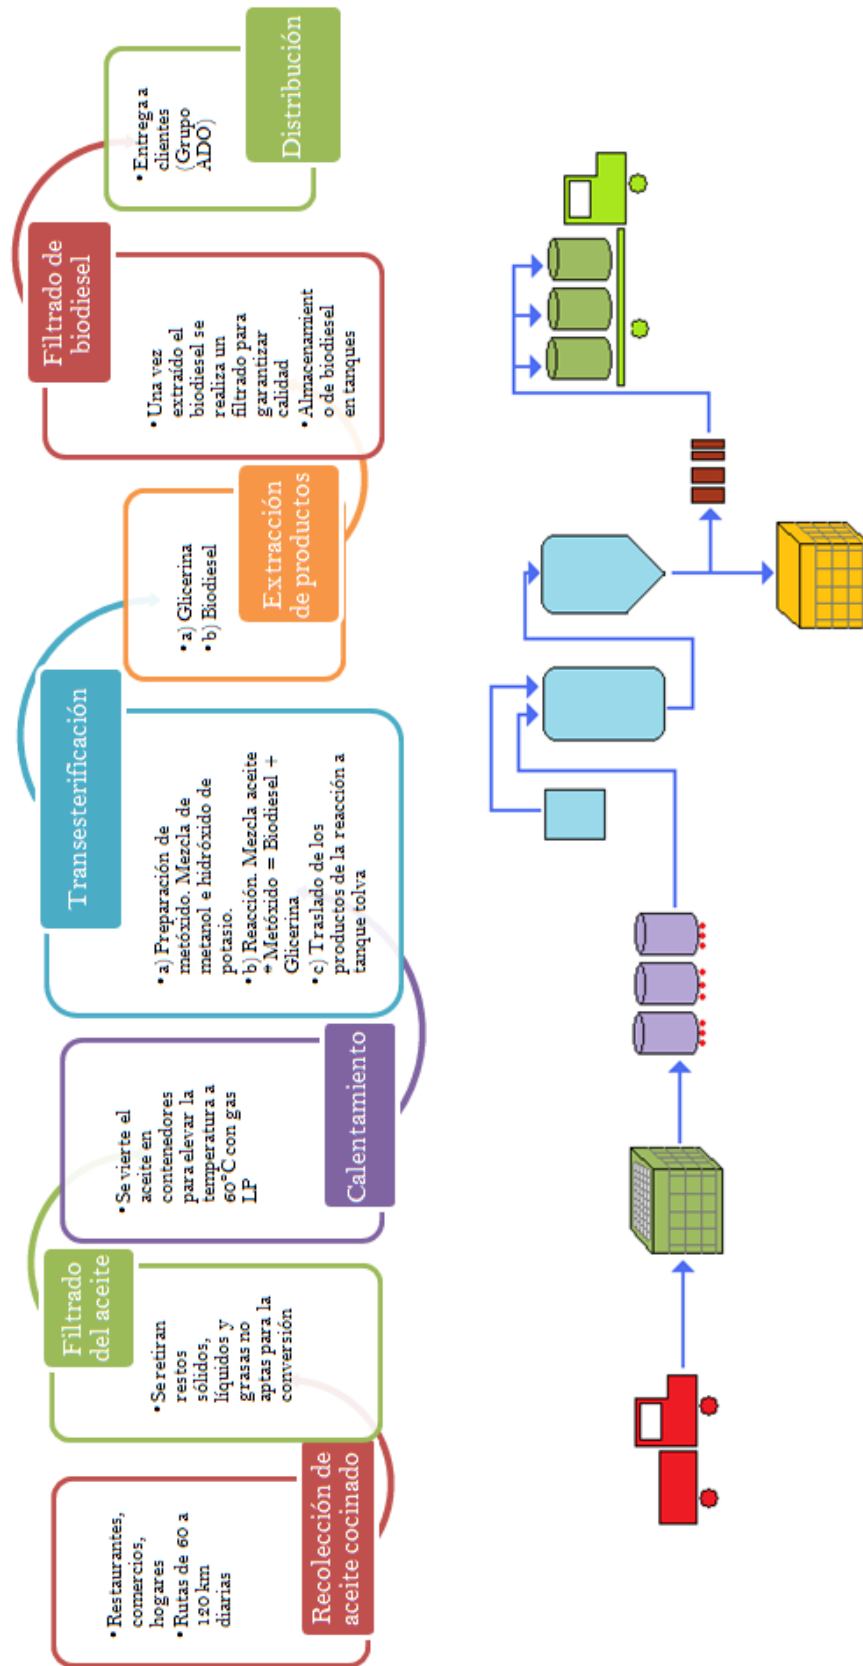 • Restaurantes,
comercios,
hogares
• Rutas de 60 a
120 km
diarias
Recolección de
aceite cocinado
Filtrado
del aceite
• Se retiran
restos
sólidos,
líquidos y
grasas no
aptas para la
conversión
• Se vierte el
aceite en
contenedores
para elevar la
temperatura a
60°C con gas
LP
Calentamiento
Transesterificación
• a) Preparación de
metóxido. Mezcla de
metanol e hidróxido de
potasio.
• b) Reacción. Mezcla aceite
+ Metóxido = Biodiesel +
Glicerina
• c) Traslado de los
productos de la reacción a
tanque tolva
• a) Glicerina
• b) Biodiesel
Extracción
de productos
Filtrado de
biodiesel
• Una vez
extraído el
biodiesel se
realiza un
filtrado para
garantizar
calidad
• Almacenamient
o de biodiesel
en tanques
• Entrega a
clientes
(Grupo
ADO)
Distribución